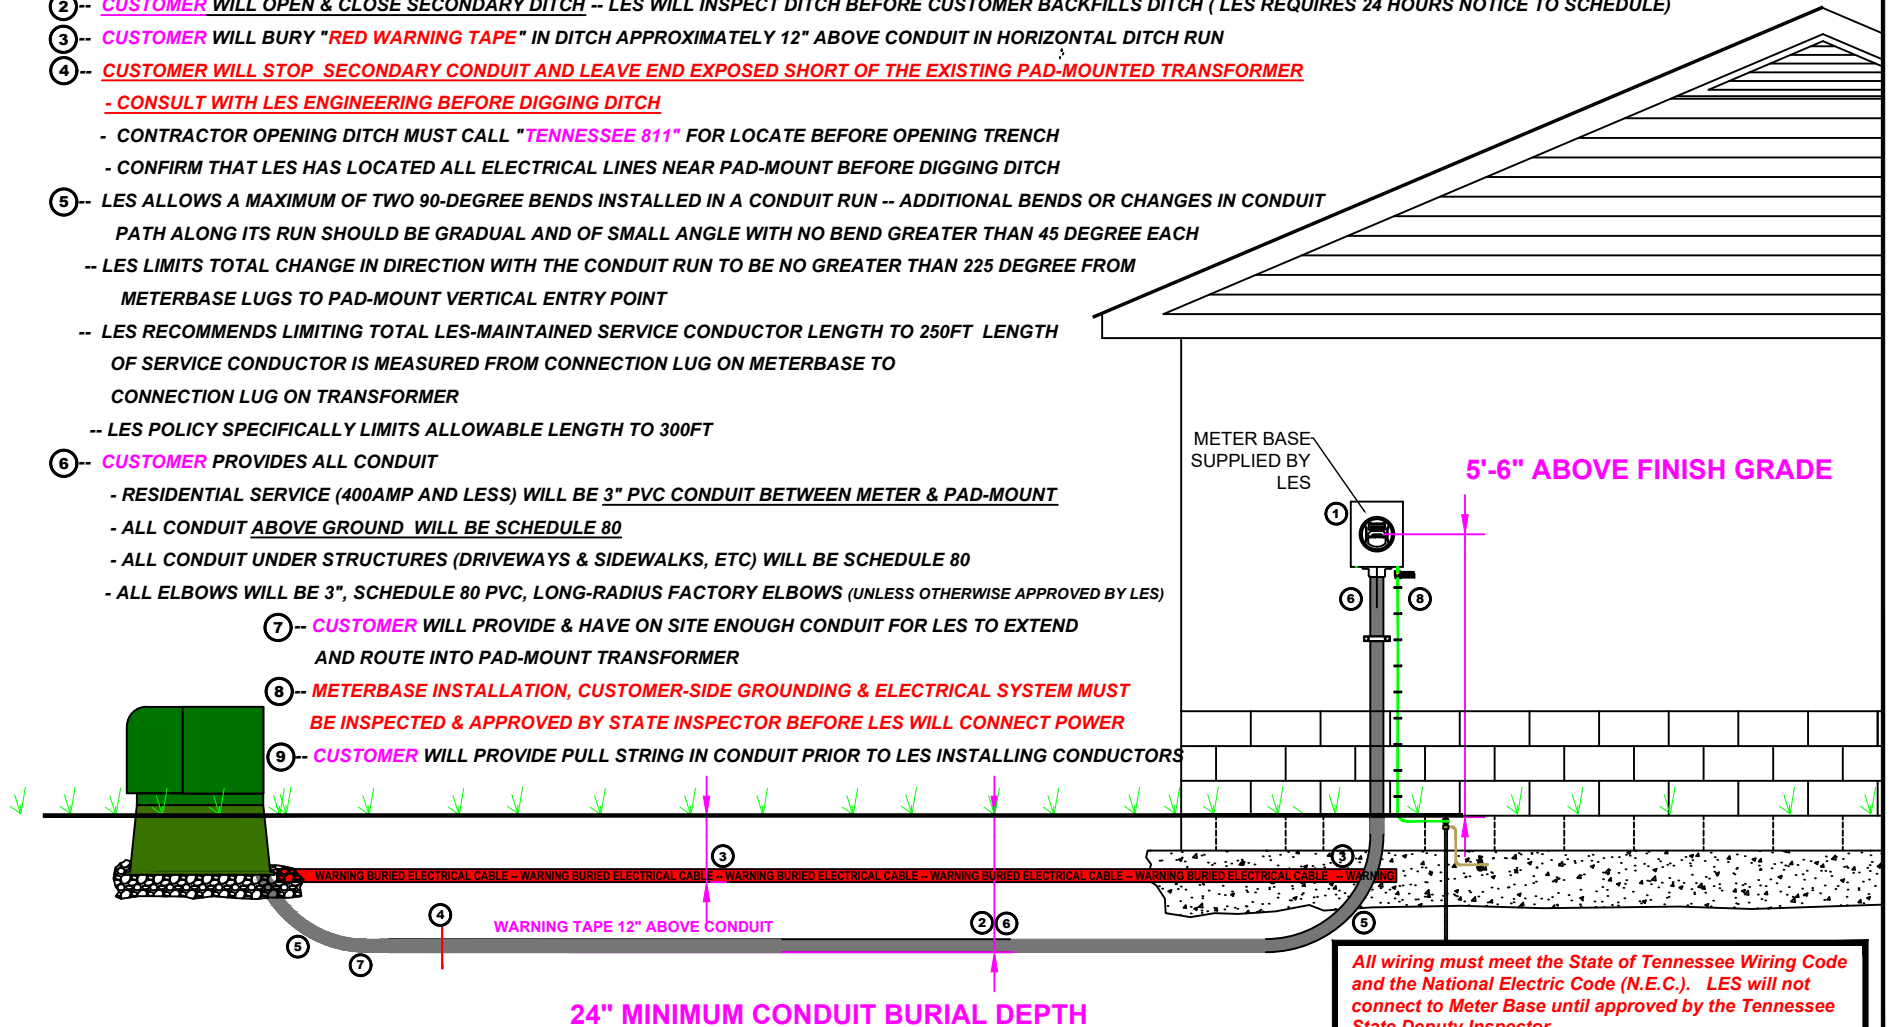 2-- CUSTOMER WILL OPEN & CLOSE SECONDARY DITCH -- LES WILL INSPECT DITCH BEFORE CUSTOMER BACKFILLS DITCH ( LES REQUIRES 24 HOURS NOTICE TO SCHEDULE)
3-- CUSTOMER WILL BURY "RED WARNING TAPE" IN DITCH APPROXIMATELY 12" ABOVE CONDUIT IN HORIZONTAL DITCH RUN
4-- CUSTOMER WILL STOP SECONDARY CONDUIT AND LEAVE END EXPOSED SHORT OF THE EXISTING PAD-MOUNTED TRANSFORMER
- CONSULT WITH LES ENGINEERING BEFORE DIGGING DITCH
- CONTRACTOR OPENING DITCH MUST CALL "TENNESSEE 811" FOR LOCATE BEFORE OPENING TRENCH
- CONFIRM THAT LES HAS LOCATED ALL ELECTRICAL LINES NEAR PAD-MOUNT BEFORE DIGGING DITCH
5-- LES ALLOWS A MAXIMUM OF TWO 90-DEGREE BENDS INSTALLED IN A CONDUIT RUN -- ADDITIONAL BENDS OR CHANGES IN CONDUIT
PATH ALONG ITS RUN SHOULD BE GRADUAL AND OF SMALL ANGLE WITH NO BEND GREATER THAN 45 DEGREE EACH
-- LES LIMITS TOTAL CHANGE IN DIRECTION WITH THE CONDUIT RUN TO BE NO GREATER THAN 225 DEGREE FROM
METERBASE LUGS TO PAD-MOUNT VERTICAL ENTRY POINT
-- LES RECOMMENDS LIMITING TOTAL LES-MAINTAINED SERVICE CONDUCTOR LENGTH TO 250FT LENGTH
OF SERVICE CONDUCTOR IS MEASURED FROM CONNECTION LUG ON METERBASE TO
CONNECTION LUG ON TRANSFORMER
-- LES POLICY SPECIFICALLY LIMITS ALLOWABLE LENGTH TO 300FT
6-- CUSTOMER PROVIDES ALL CONDUIT
- RESIDENTIAL SERVICE (400AMP AND LESS) WILL BE 3" PVC CONDUIT BETWEEN METER & PAD-MOUNT
- ALL CONDUIT ABOVE GROUND WILL BE SCHEDULE 80
- ALL CONDUIT UNDER STRUCTURES (DRIVEWAYS & SIDEWALKS, ETC) WILL BE SCHEDULE 80
- ALL ELBOWS WILL BE 3", SCHEDULE 80 PVC, LONG-RADIUS FACTORY ELBOWS (UNLESS OTHERWISE APPROVED BY LES)
7-- CUSTOMER WILL PROVIDE & HAVE ON SITE ENOUGH CONDUIT FOR LES TO EXTEND
AND ROUTE INTO PAD-MOUNT TRANSFORMER
8-- METERBASE INSTALLATION, CUSTOMER-SIDE GROUNDING & ELECTRICAL SYSTEM MUST
BE INSPECTED & APPROVED BY STATE INSPECTOR BEFORE LES WILL CONNECT POWER
9-- CUSTOMER WILL PROVIDE PULL STRING IN CONDUIT PRIOR TO LES INSTALLING CONDUCTORS
METER BASE
SUPPLIED BY
LES
5'-6" ABOVE FINISH GRADE
1
6
8
3
3
WARNING BURIED ELECTRICAL CABLE -- WARNING BURIED ELECTRICAL CABLE -- WARNING BURIED ELECTRICAL CABLE -- WARNING BURIED ELECTRICAL CABLE -- WARNING BURIED ELECTRICAL CABLE -- WARNING
4
WARNING TAPE 12" ABOVE CONDUIT
2 6
5
5
7
24" MINIMUM CONDUIT BURIAL DEPTH
All wiring must meet the State of Tennessee Wiring Code
and the National Electric Code (N.E.C.). LES will not
connect to Meter Base until approved by the Tennessee
State Deputy Inspector